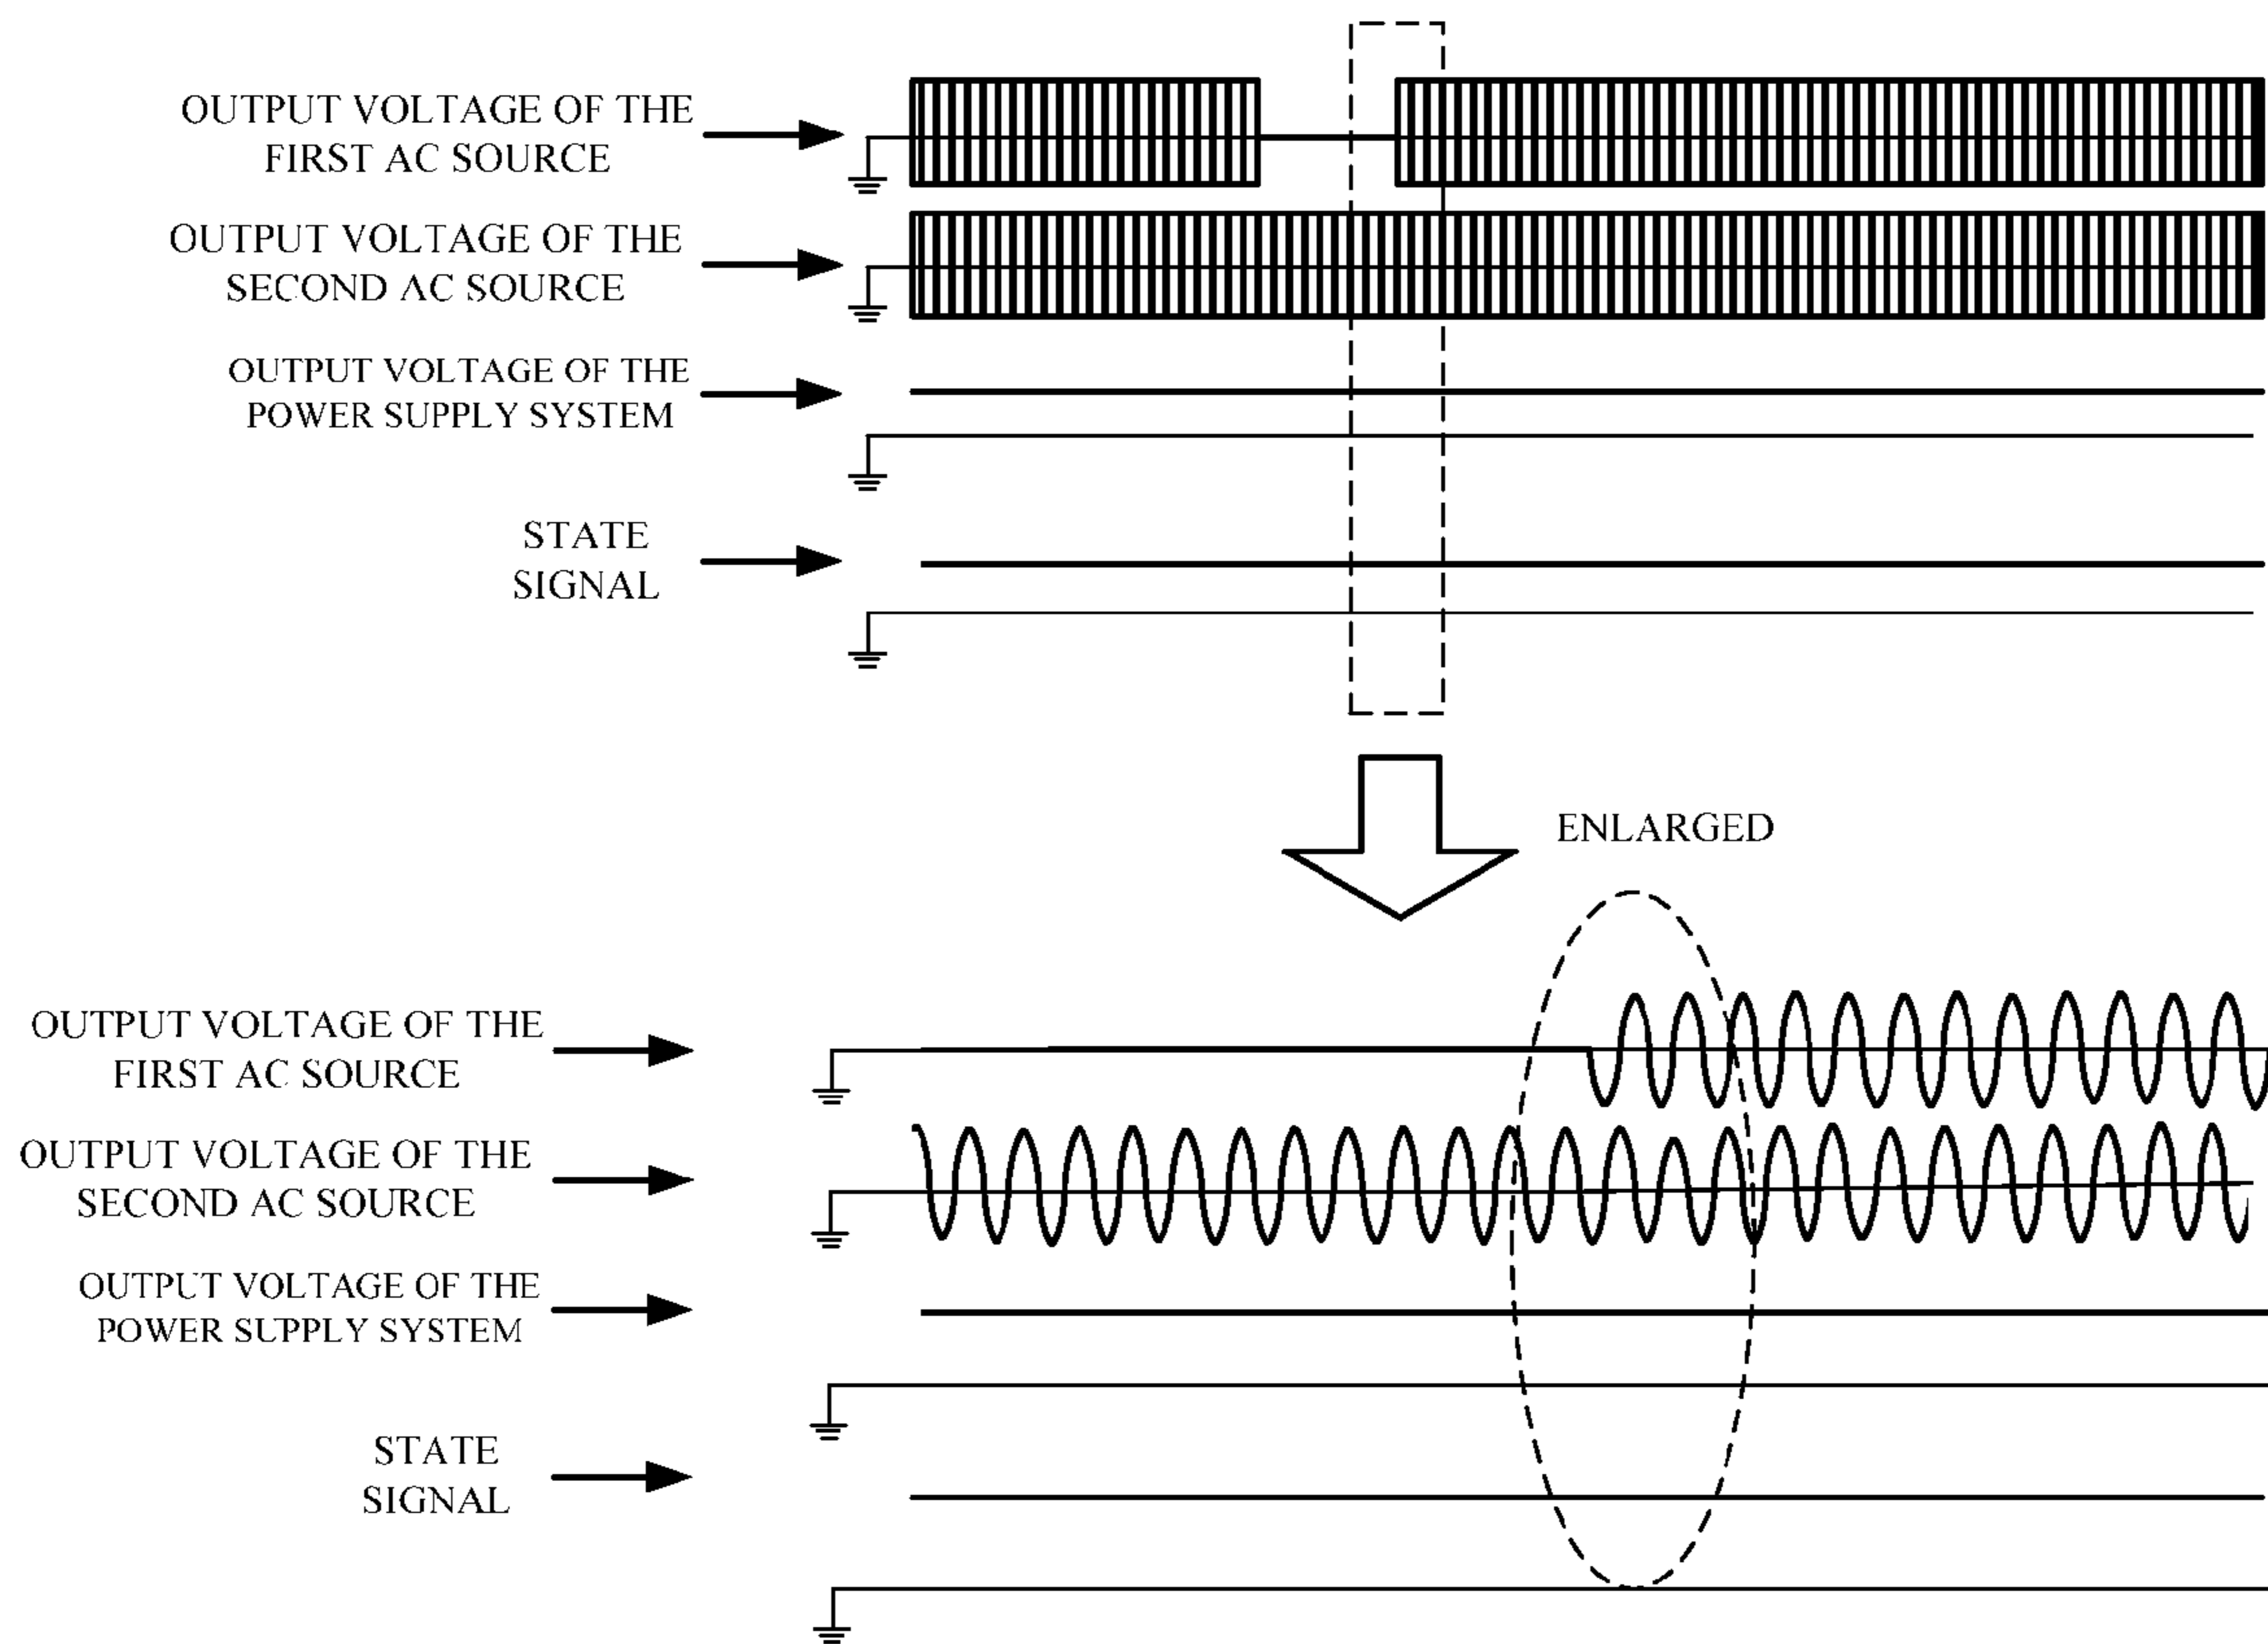 OUTPUT VOLTAGE OF THE
FIRST AC SOURCE
OUTPUT VOLTAGE OF THE
SECOND AC SOURCE
OUTPUT VOLTAGE OF THE
POWER SUPPLY SYSTEM
STATE
SIGNAL
ENLARGED
OUTPUT VOLTAGE OF THE
FIRST AC SOURCE
OUTPUT VOLTAGE OF THE
SECOND AC SOURCE
OUTPUT VOLTAGE OF THE
POWER SUPPLY SYSTEM
STATE
SIGNAL